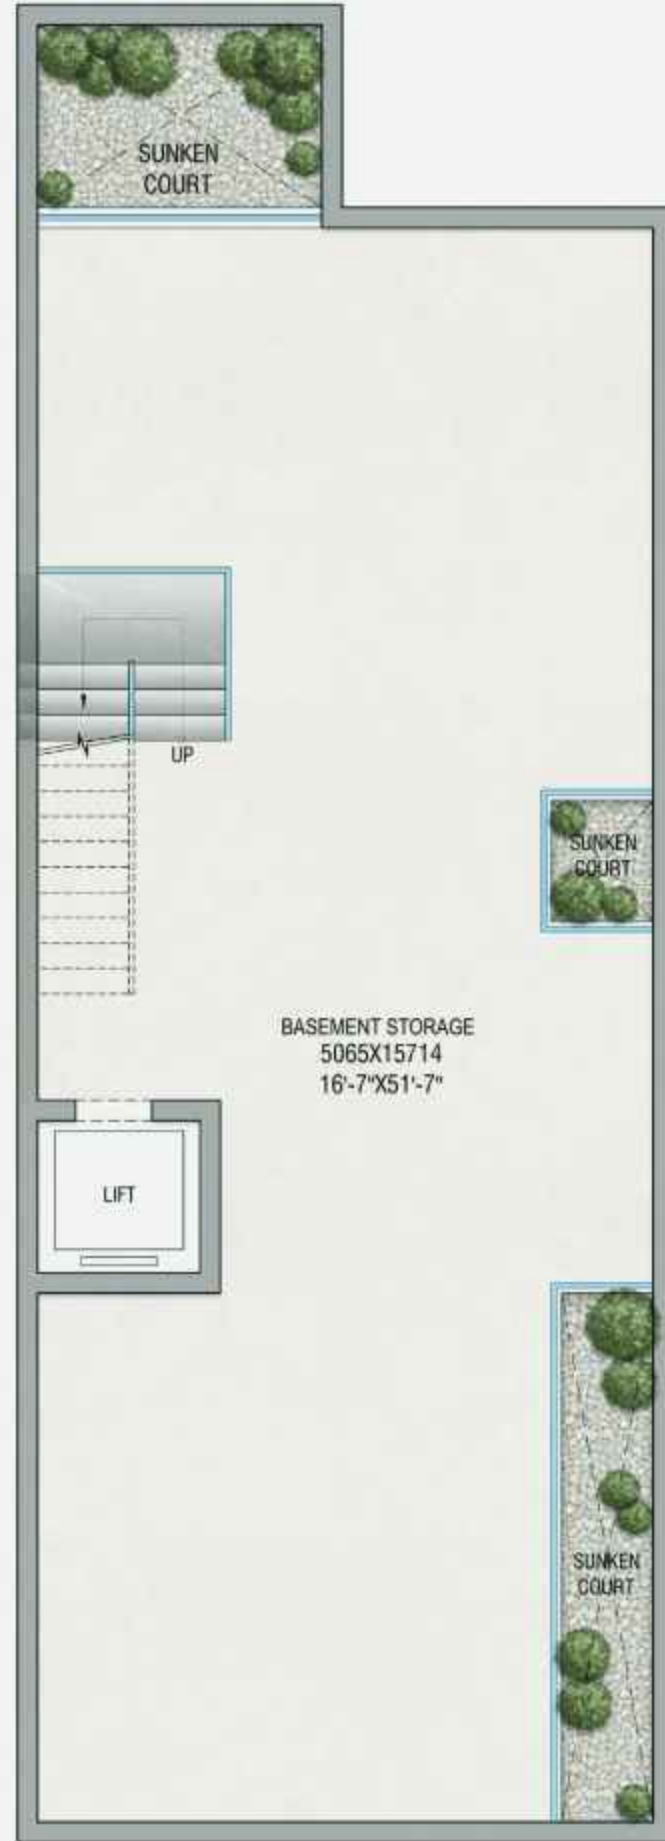 SUNKEN
COURT
UP
SUNKEN
COURT
BASEMENT STORAGE
5065X15714
16'-7"X51'-7"
LIFT
SUNKEN
COURT